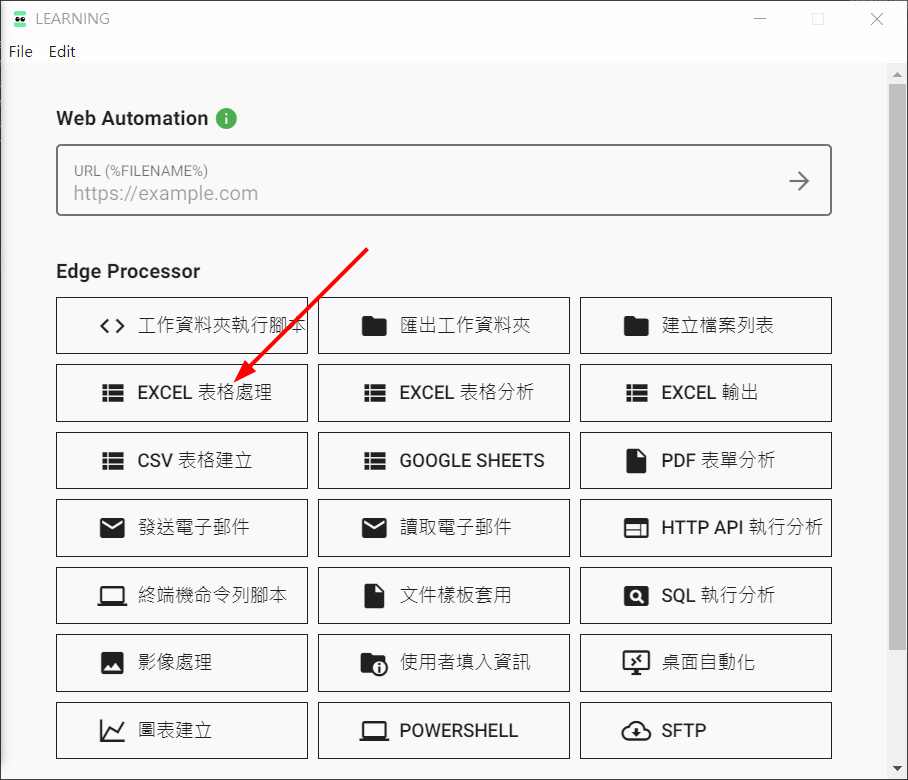 LEARNING
File Edit
Web Automation
URL (%FILENAME%)
https://example.com
Edge Processor
工作資料夾執行腳本
匯出工作資料夾
建立檔案列表
EXCEL 表格處理
EXCEL 表格分析
EXCEL 輸出
CSV 表格建立
GOOGLE SHEETS
PDF 表單分析
發送電子郵件
讀取電子郵件
HTTP API 執行分析
終端機命令列腳本
文件樣板套用
SQL 執行分析
影像處理
使用者填入資訊
桌面自動化
圖表建立
POWERSHELL
SFTP